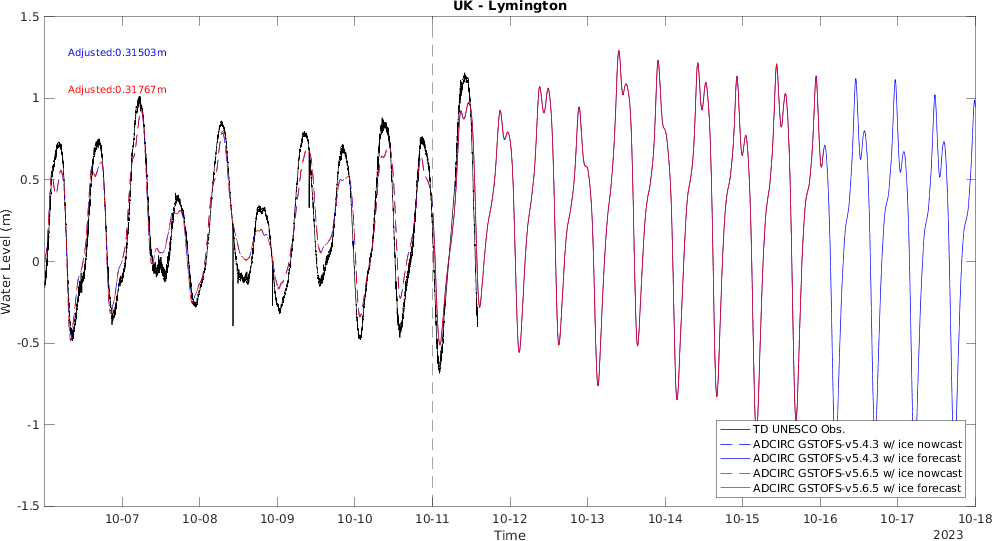 UK - Lymington
1.5
Adjusted:0.31503m
Adjusted:0.31767m
1
0.5
0
-0.5
-1
-1.5
Water Level (m)
TD UNESCO Obs.
ADCIRC GSTOFS-v5.4.3 w/ ice nowcast
ADCIRC GSTOFS-v5.4.3 w/ ice forecast
ADCIRC GSTOFS-v5.6.5 w/ ice nowcast
ADCIRC GSTOFS-v5.6.5 w/ ice forecast
10-07 10-08 10-09 10-10 10-11 10-12 10-13 10-14 10-15 10-16 10-17 10-18
Time
2023